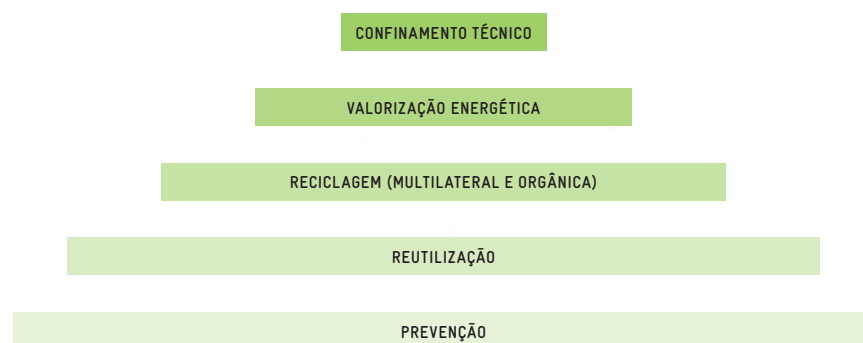 CONFINAMENTO TÉCNICO
VALORIZAÇÃO ENERGÉTICA
RECICLAGEM (MULTILATERAL E ORGÂNICA)
REUTILIZAÇÃO
PREVENÇÃO